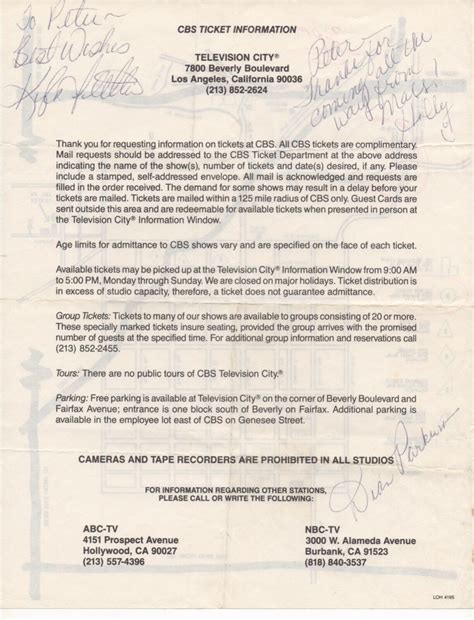 To Peter
Best Wishes
CBS TICKET INFORMATION
TELEVISION CITY®
7800 Beverly Boulevard
Los Angeles, California 90036
(213) 852-2624
Peter
Thanks for
coming all the
way from
Mass!
Holly
Thank you for requesting information on tickets at CBS. All CBS tickets are complimentary.
Mail requests should be addressed to the CBS Ticket Department at the above address
indicating the name of the show(s), number of tickets and date(s) desired, if any. Please
include a stamped, self-addressed envelope. All mail is acknowledged and requests are
filled in the order received. The demand for some shows may result in a delay before your
tickets are mailed. Tickets are mailed within a 125 mile radius of CBS only. Guest Cards are
sent outside this area and are redeemable for available tickets when presented in person at
the Television City® Information Window.
Age limits for admittance to CBS shows vary and are specified on the face of each ticket.
Available tickets may be picked up at the Television City® Information Window from 9:00 AM
to 5:00 PM, Monday through Sunday. We are closed on major holidays. Ticket distribution is
in excess of studio capacity, therefore, a ticket does not guarantee admittance.
Group Tickets: Tickets to many of our shows are available to groups consisting of 20 or more.
These specially marked tickets insure seating, provided the group arrives with the promised
number of guests at the specified time. For additional group information and reservations call
(213) 852-2455.
Tours: There are no public tours of CBS Television City.®
Parking: Free parking is available at Television City® on the corner of Beverly Boulevard and
Fairfax Avenue; entrance is one block south of Beverly on Fairfax. Additional parking is
available in the employee lot east of CBS on Genesee Street.
Dian Parkinson
CAMERAS AND TAPE RECORDERS ARE PROHIBITED IN ALL STUDIOS
FOR INFORMATION REGARDING OTHER STATIONS,
PLEASE CALL OR WRITE THE FOLLOWING:
ABC-TV
4151 Prospect Avenue
Hollywood, CA 90027
(213) 557-4396
NBC-TV
3000 W. Alameda Avenue
Burbank, CA 91523
(818) 840-3537
LOH 4195